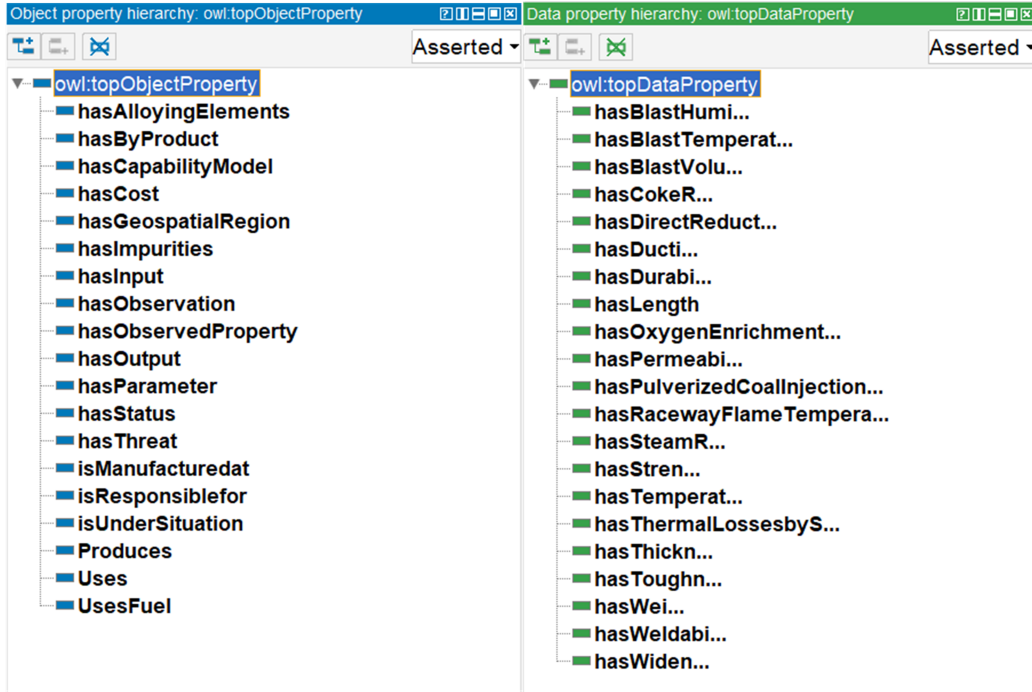 Object property hierarchy: owl:topObjectProperty
Asserted
owl:topObjectProperty
hasAlloyingElements
hasByProduct
hasCapabilityModel
hasCost
hasGeospatialRegion
hasImpurities
hasInput
hasObservation
hasObservedProperty
hasOutput
hasParameter
hasStatus
hasThreat
isManufacturedat
isResponsiblefor
isUnderSituation
Produces
Uses
UsesFuel
Data property hierarchy: owl:topDataProperty
Asserted
owl:topDataProperty
hasBlastHumi...
hasBlastTemperat...
hasBlastVolu...
hasCokeR...
hasDirectReduct...
hasDucti...
hasDurabi...
hasLength
hasOxygenEnrichment...
hasPermeabi...
hasPulverizedCoalInjection...
hasRacewayFlameTempera...
hasSteamR...
hasStren...
hasTemperat...
hasThermalLossesbyS...
hasThickn...
hasToughn...
hasWei...
hasWeldabi...
hasWiden...